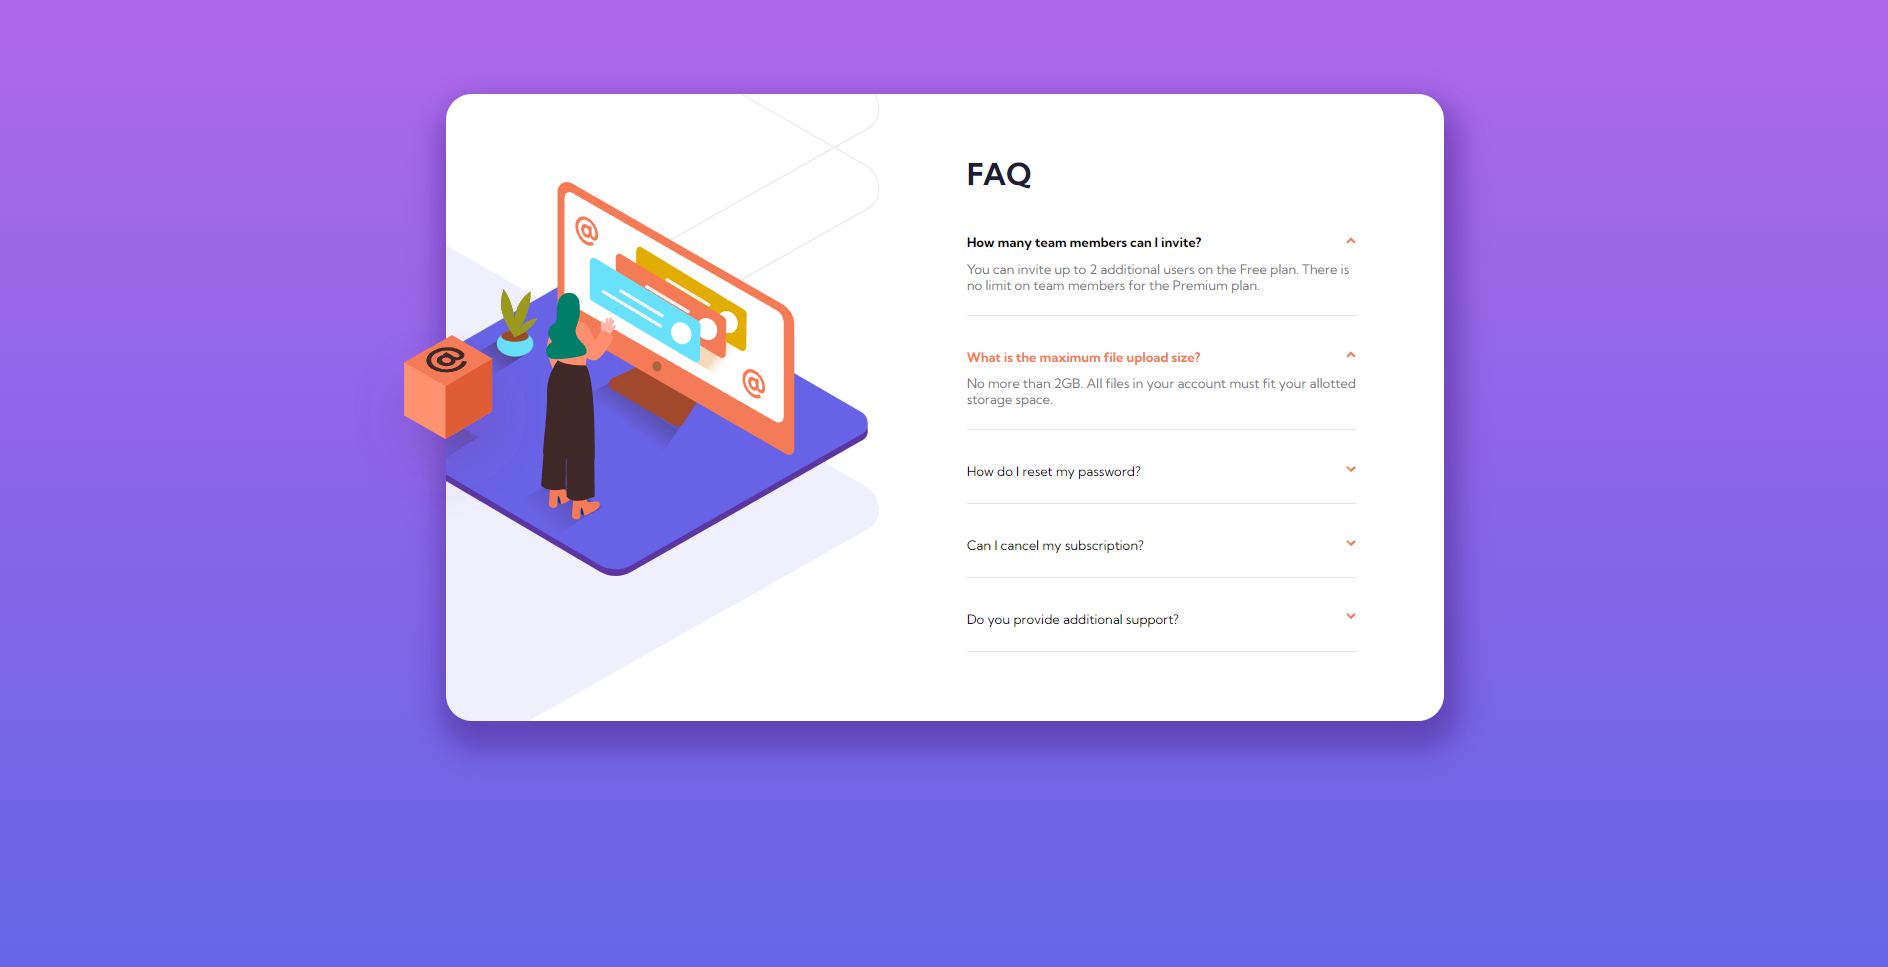 FAQ
How many team members can I invite?
You can invite up to 2 additional users on the Free plan. There is
no limit on team members for the Premium plan.
What is the maximum file upload size?
No more than 2GB. All files in your account must fit your allotted
storage space.
How do I reset my password?
Can I cancel my subscription?
Do you provide additional support?
@
@
@